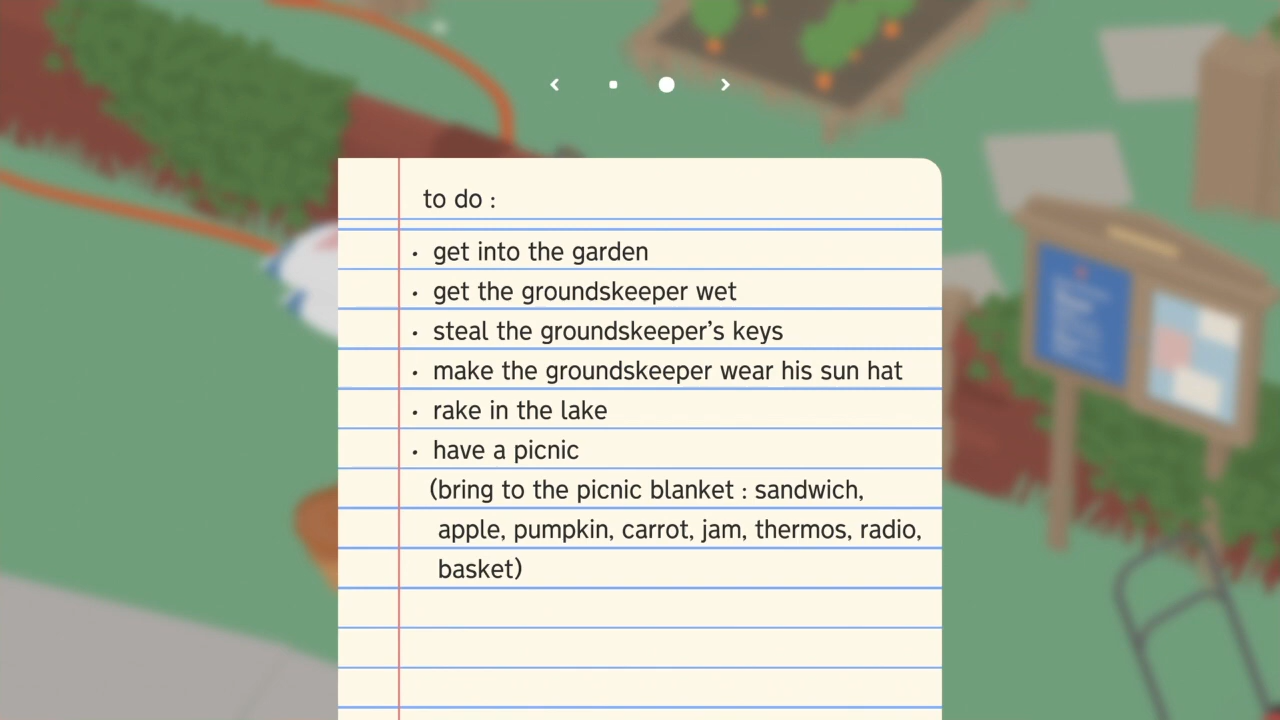 to do :
· get into the garden
· get the groundskeeper wet
· steal the groundskeeper’s keys
· make the groundskeeper wear his sun hat
· rake in the lake
· have a picnic
(bring to the picnic blanket : sandwich,
apple, pumpkin, carrot, jam, thermos, radio,
basket)